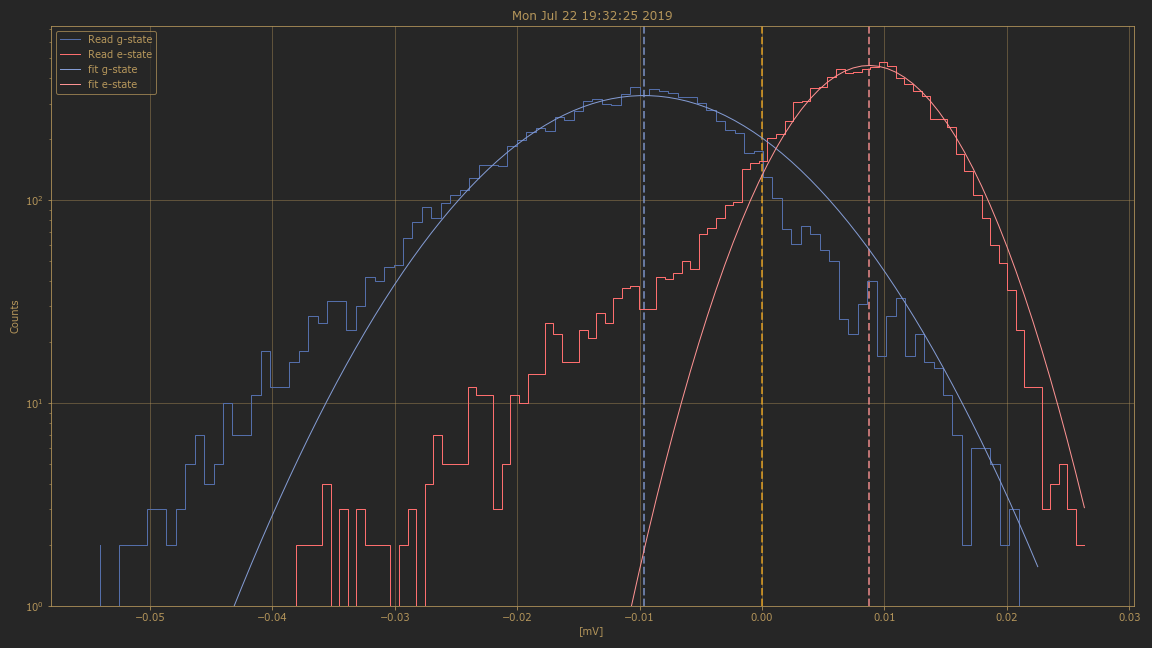 Mon Jul 22 19:32:25 2019
Read g-state
Read e-state
fit g-state
fit e-state
Counts
10²
10¹
10⁰
−0.05 −0.04 −0.03 −0.02 −0.01 0.00 0.01 0.02 0.03
[mV]